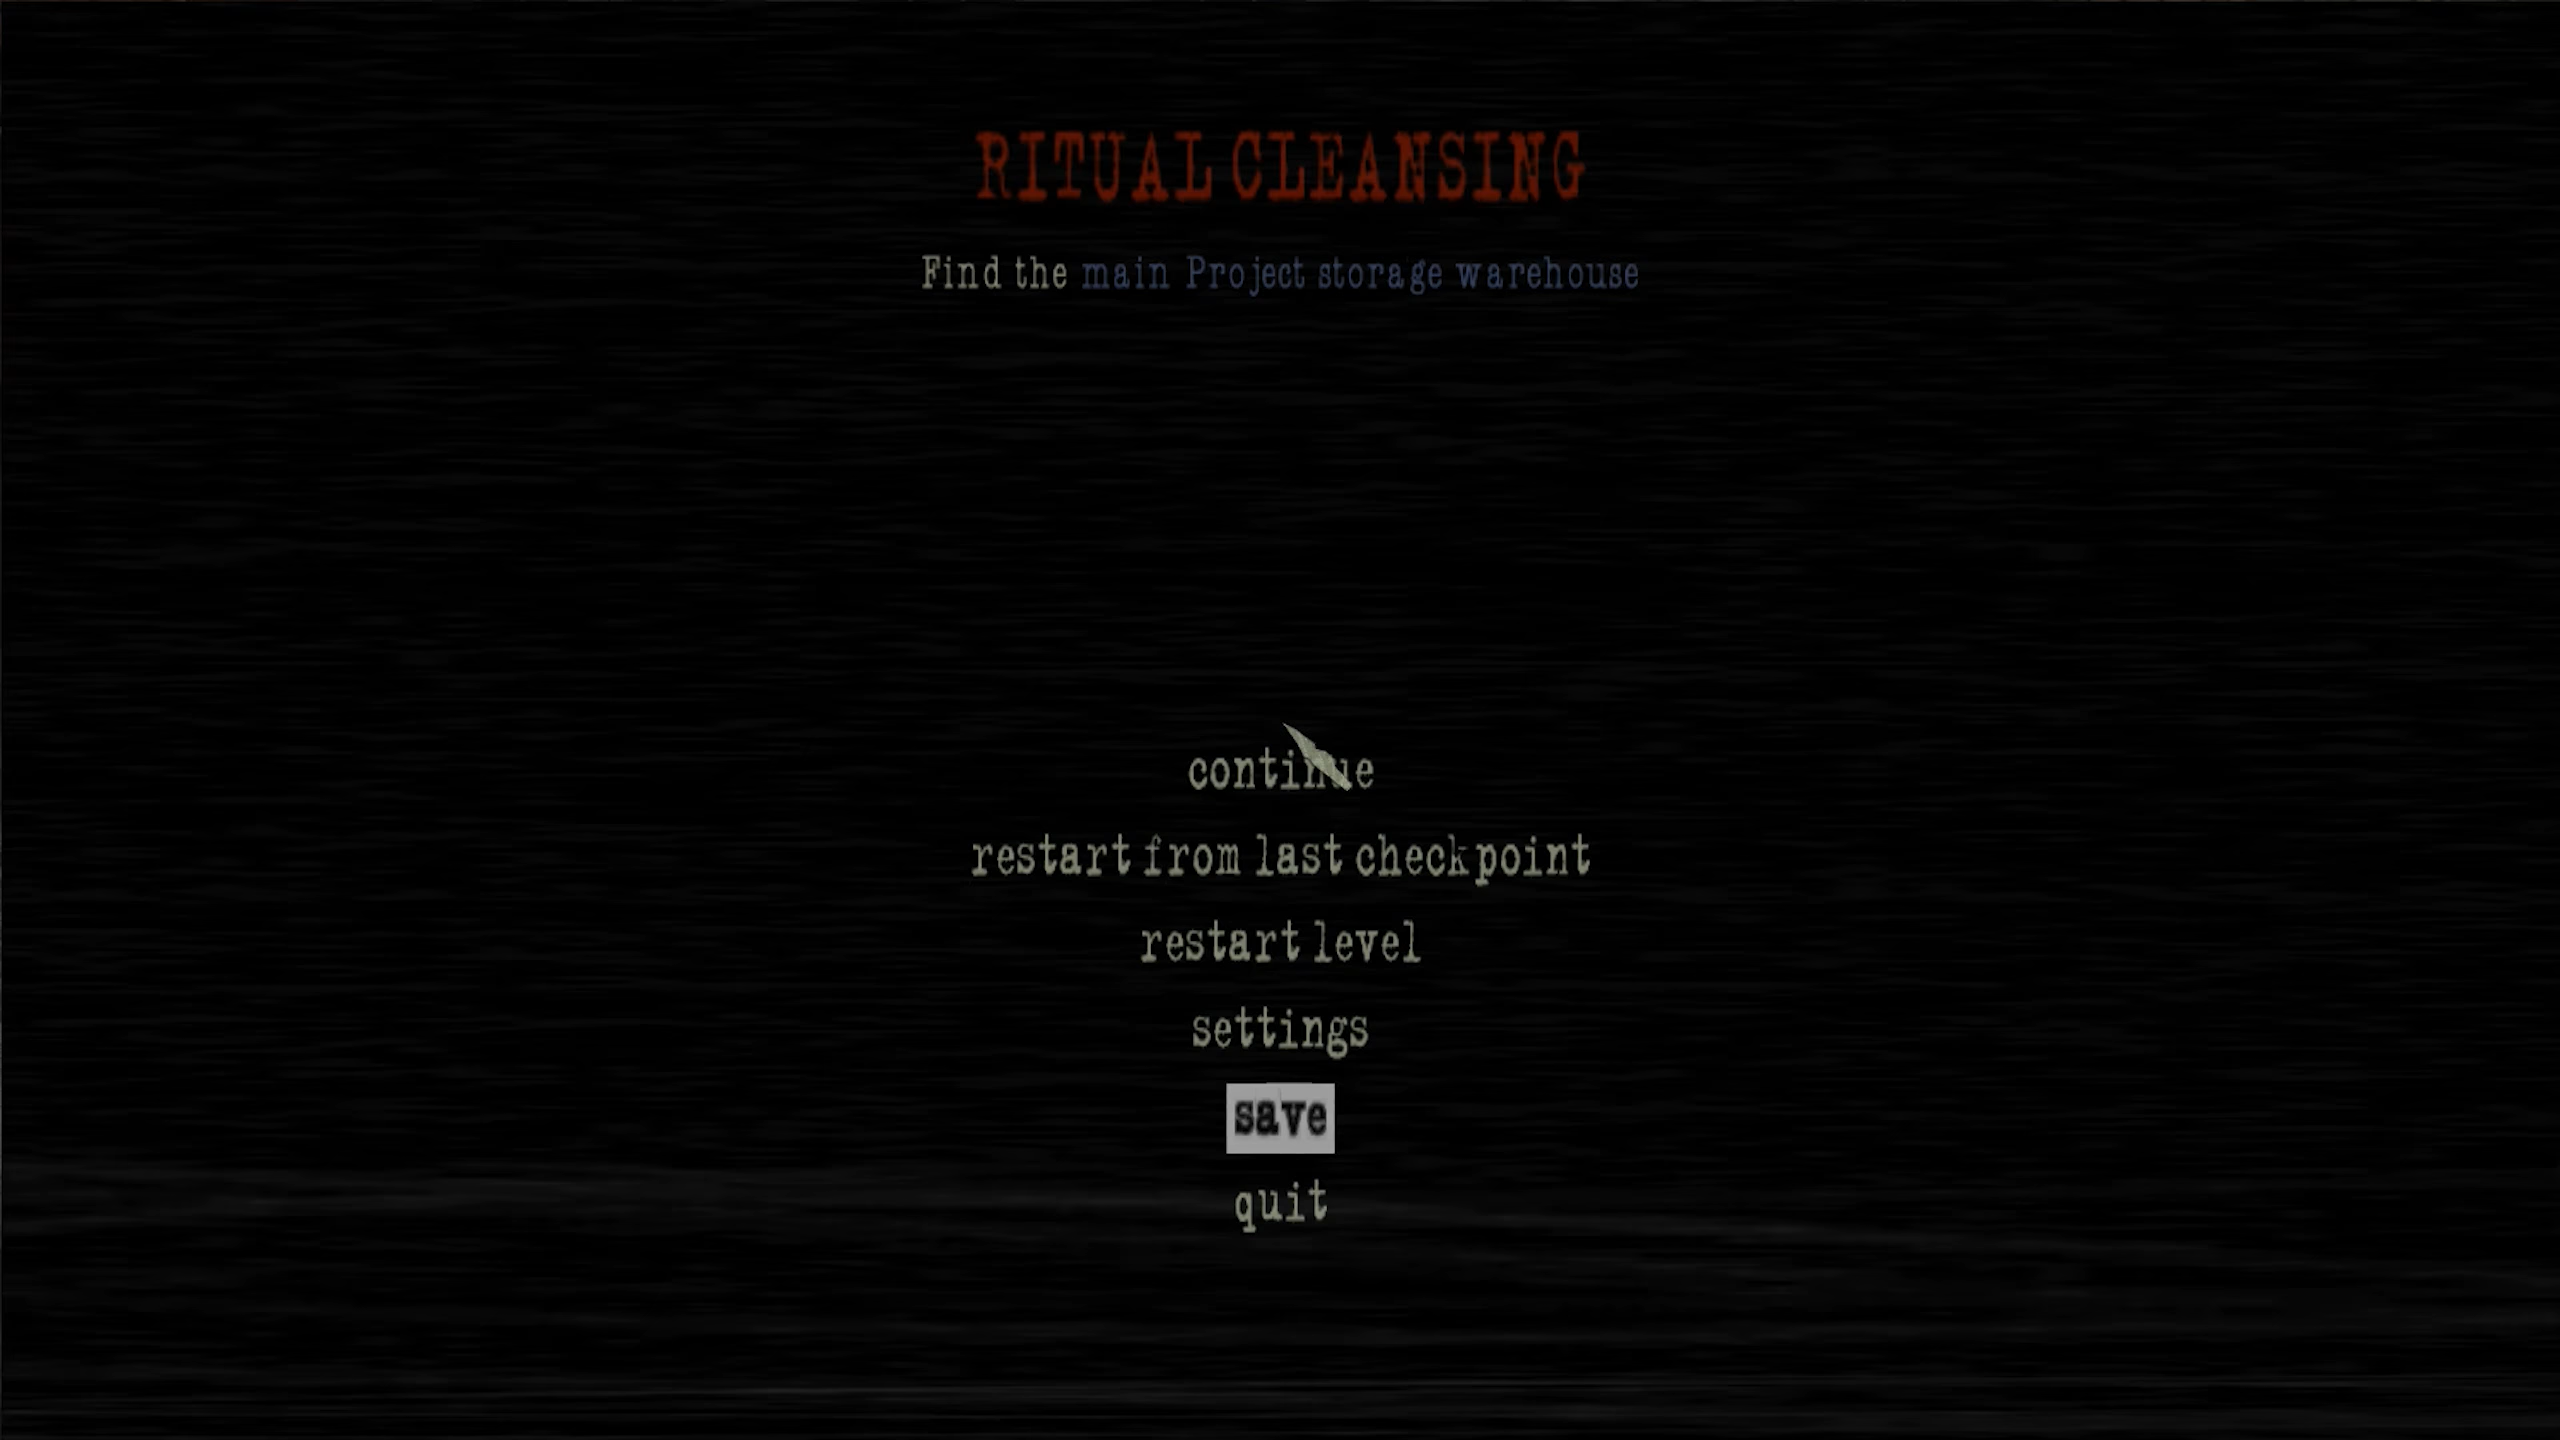 RITUAL CLEANSING
Find the main Project storage warehouse
continue
restart from last checkpoint
restart level
settings
save
quit